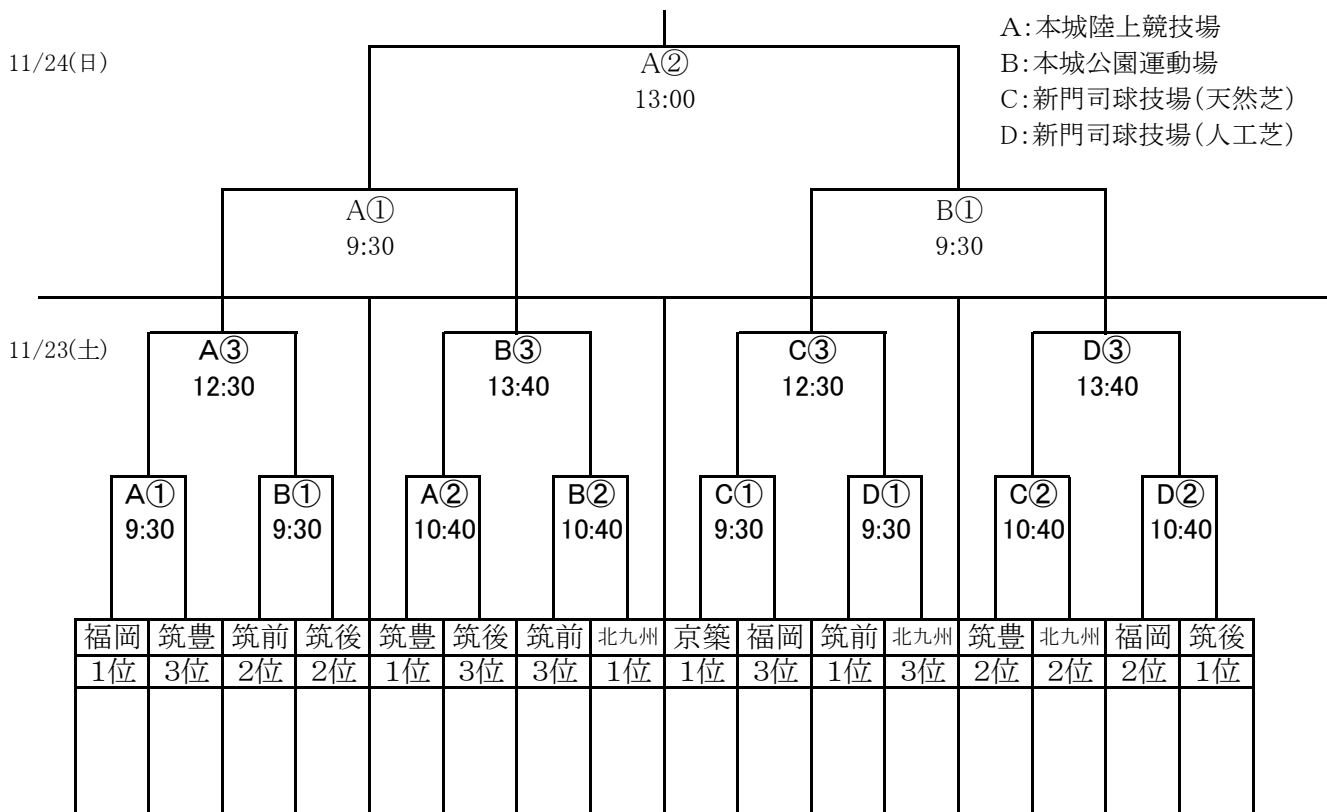 A:本城陸上競技場
11/24(日)
A②
B:本城公園運動場
13:00
C:新門司球技場(天然芝)
D:新門司球技場(人工芝)
A① B①
9:30 9:30
11/23(土)
A③ B③ C③ D③
12:30 13:40 12:30 13:40
A① B① A② B② C① D① C② D②
9:30 9:30 10:40 10:40 9:30 9:30 10:40 10:40
福岡 筑豊 筑前 筑後 筑豊 筑後 筑前 北九州 京築 福岡 筑前 北九州 筑豊 北九州 福岡 筑後
1位 3位 2位 2位 1位 3位 3位 1位 1位 3位 1位 3位 2位 2位 2位 1位